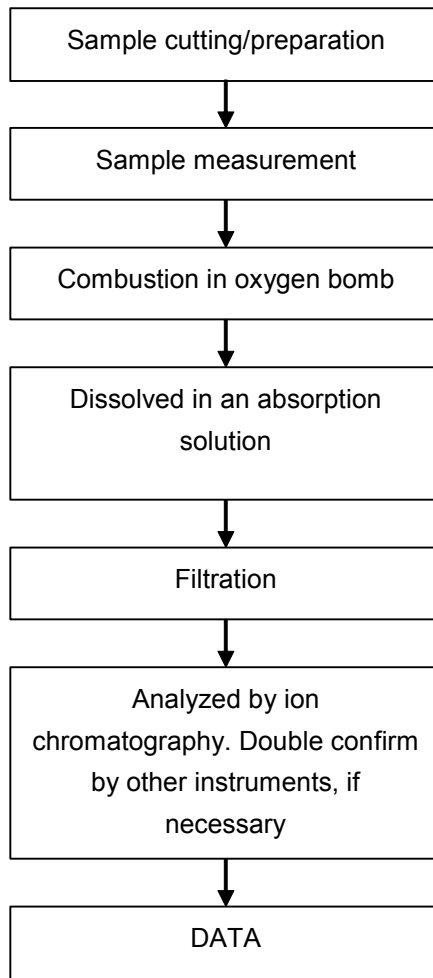 Sample cutting/preparation
Sample measurement
Combustion in oxygen bomb
Dissolved in an absorption
solution
Filtration
Analyzed by ion
chromatography. Double confirm
by other instruments, if
necessary
DATA